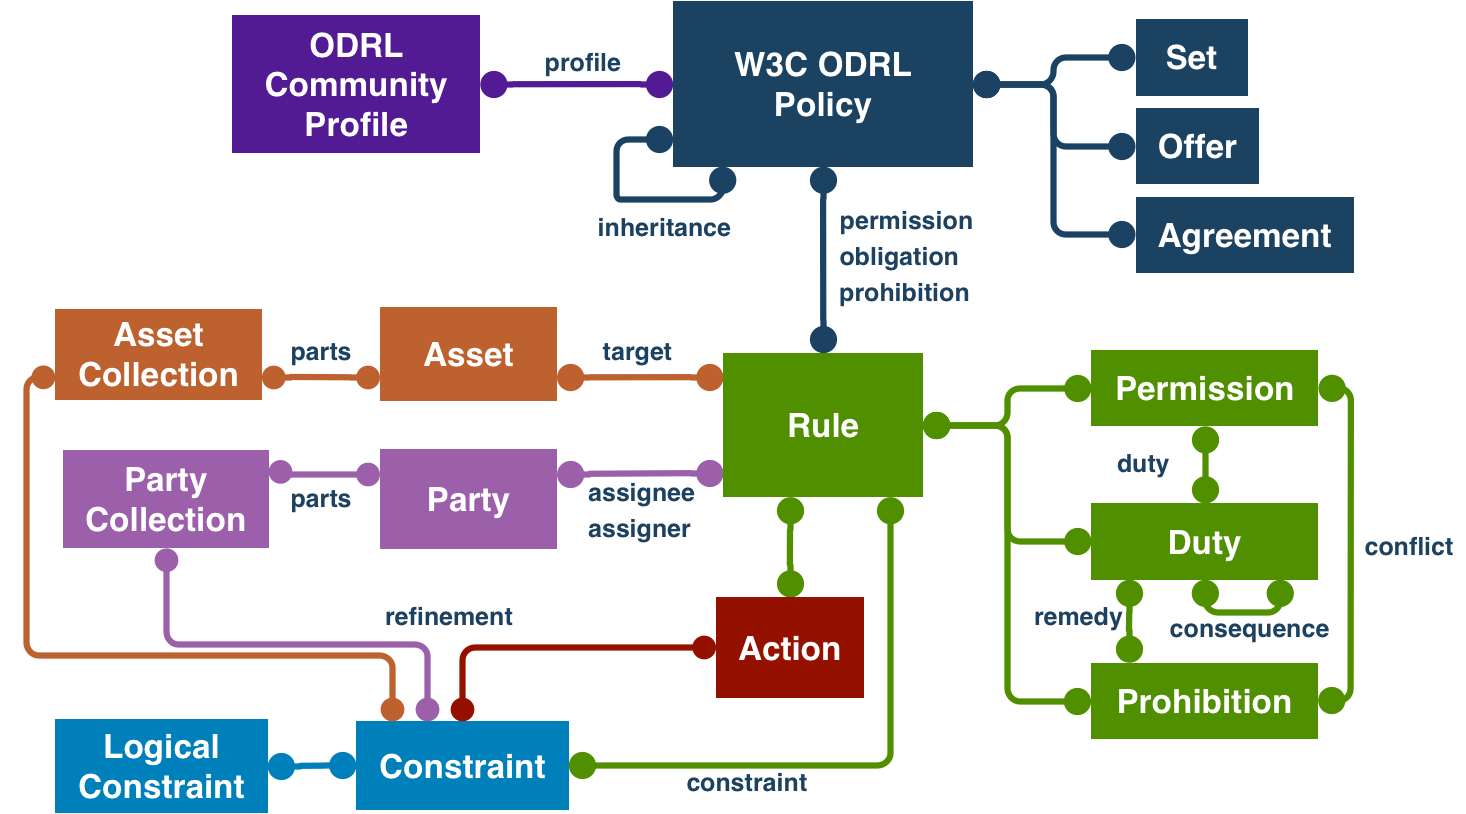 ODRL
Community
Profile
profile
W3C ODRL
Policy
Set
Offer
Agreement
inheritance
permission
obligation
prohibition
Asset
Collection
parts
Asset
target
Rule
Permission
Party
Collection
parts
Party
assignee
assigner
duty
Duty
conflict
remedy
consequence
refinement
Action
Prohibition
Logical
Constraint
Constraint
constraint